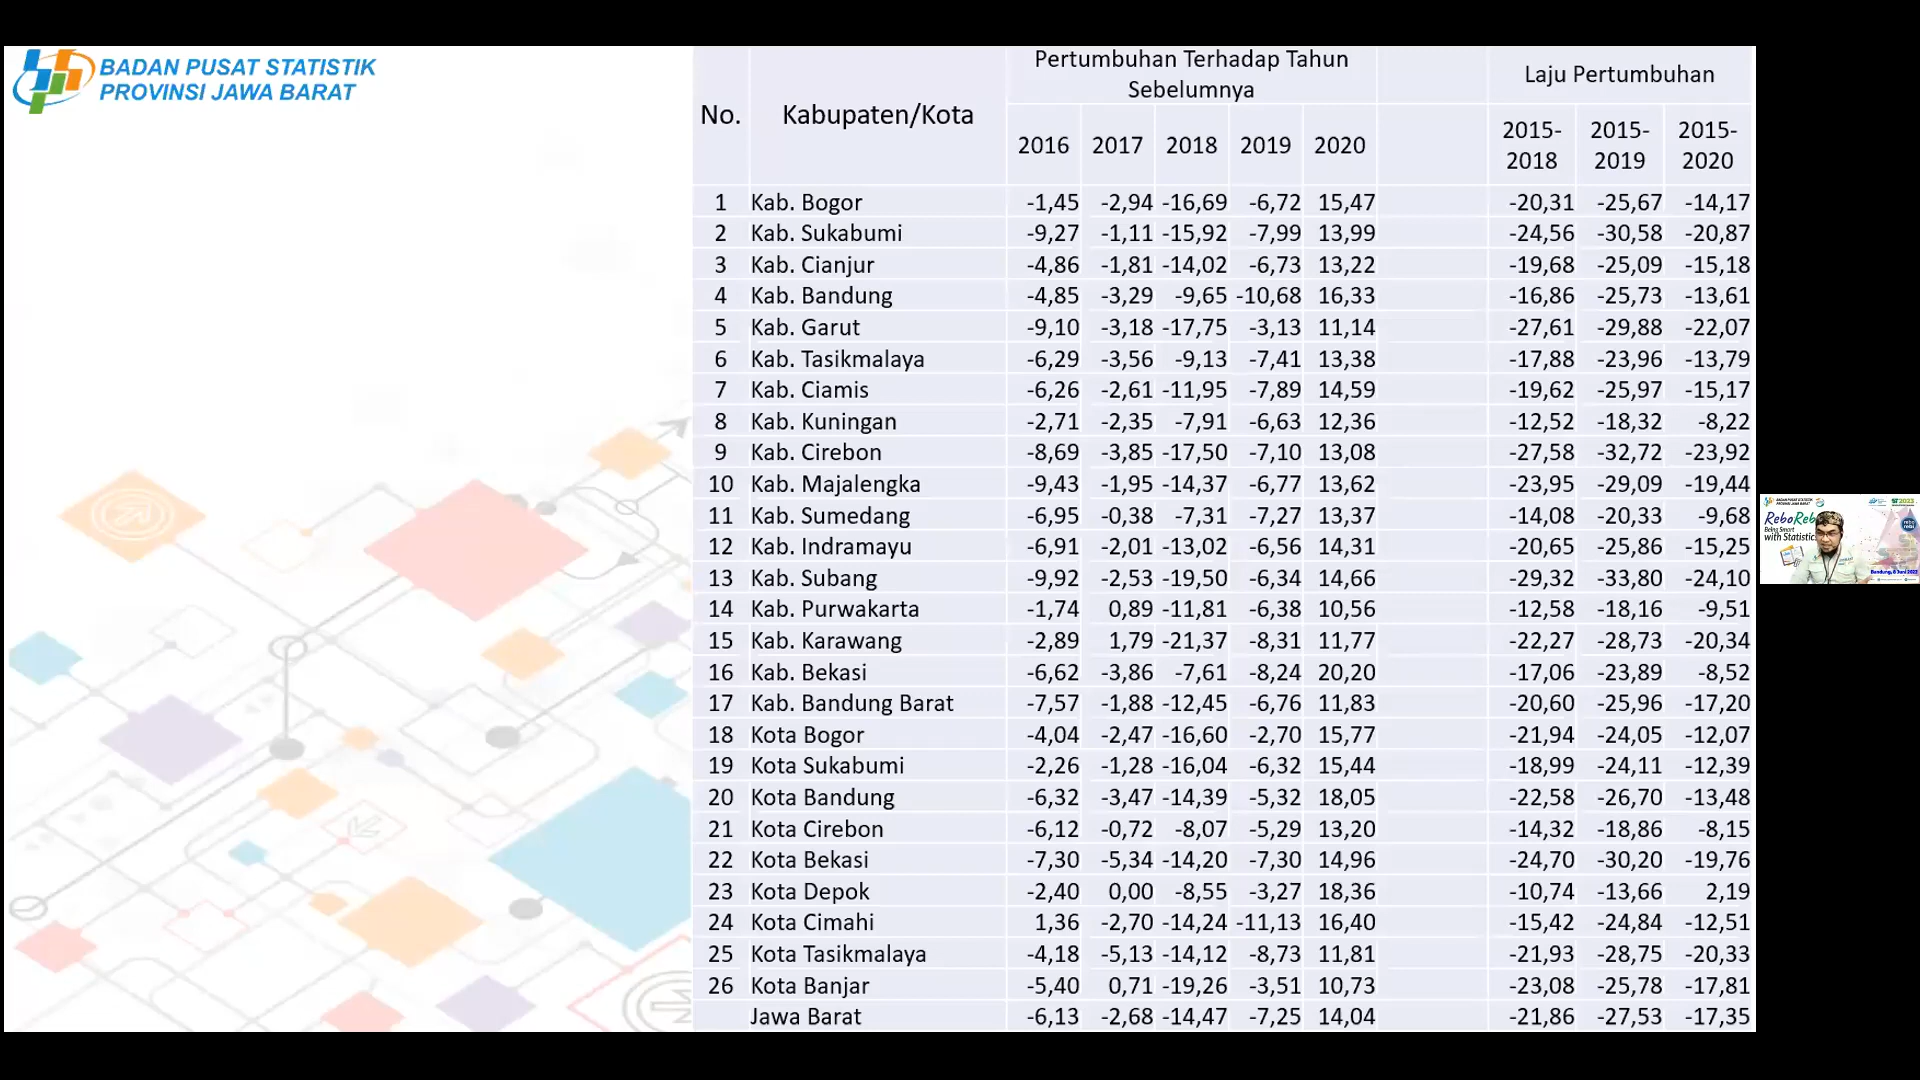 BADAN PUSAT STATISTIK
PROVINSI JAWA BARAT
No. Kabupaten/Kota Pertumbuhan Terhadap Tahun Sebelumnya Laju Pertumbuhan
2016 2017 2018 2019 2020 2015-2018 2015-2019 2015-2020
1 Kab. Bogor -1,45 -2,94 -16,69 -6,72 15,47 -20,31 -25,67 -14,17
2 Kab. Sukabumi -9,27 -1,11 -15,92 -7,99 13,99 -24,56 -30,58 -20,87
3 Kab. Cianjur -4,86 -1,81 -14,02 -6,73 13,22 -19,68 -25,09 -15,18
4 Kab. Bandung -4,85 -3,29 -9,65 -10,68 16,33 -16,86 -25,73 -13,61
5 Kab. Garut -9,10 -3,18 -17,75 -3,13 11,14 -27,61 -29,88 -22,07
6 Kab. Tasikmalaya -6,29 -3,56 -9,13 -7,41 13,38 -17,88 -23,96 -13,79
7 Kab. Ciamis -6,26 -2,61 -11,95 -7,89 14,59 -19,62 -25,97 -15,17
8 Kab. Kuningan -2,71 -2,35 -7,91 -6,63 12,36 -12,52 -18,32 -8,22
9 Kab. Cirebon -8,69 -3,85 -17,50 -7,10 13,08 -27,58 -32,72 -23,92
10 Kab. Majalengka -9,43 -1,95 -14,37 -6,77 13,62 -23,95 -29,09 -19,44
11 Kab. Sumedang -6,95 -0,38 -7,31 -7,27 13,37 -14,08 -20,33 -9,68
12 Kab. Indramayu -6,91 -2,01 -13,02 -6,56 14,31 -20,65 -25,86 -15,25
13 Kab. Subang -9,92 -2,53 -19,50 -6,34 14,66 -29,32 -33,80 -24,10
14 Kab. Purwakarta -1,74 0,89 -11,81 -6,38 10,56 -12,58 -18,16 -9,51
15 Kab. Karawang -2,89 1,79 -21,37 -8,31 11,77 -22,27 -28,73 -20,34
16 Kab. Bekasi -6,62 -3,86 -7,61 -8,24 20,20 -17,06 -23,89 -8,52
17 Kab. Bandung Barat -7,57 -1,88 -12,45 -6,76 11,83 -20,60 -25,96 -17,20
18 Kota Bogor -4,04 -2,47 -16,60 -2,70 15,77 -21,94 -24,05 -12,07
19 Kota Sukabumi -2,26 -1,28 -16,04 -6,32 15,44 -18,99 -24,11 -12,39
20 Kota Bandung -6,32 -3,47 -14,39 -5,32 18,05 -22,58 -26,70 -13,48
21 Kota Cirebon -6,12 -0,72 -8,07 -5,29 13,20 -14,32 -18,86 -8,15
22 Kota Bekasi -7,30 -5,34 -14,20 -7,30 14,96 -24,70 -30,20 -19,76
23 Kota Depok -2,40 0,00 -8,55 -3,27 18,36 -10,74 -13,66 2,19
24 Kota Cimahi 1,36 -2,70 -14,24 -11,13 16,40 -15,42 -24,84 -12,51
25 Kota Tasikmalaya -4,18 -5,13 -14,12 -8,73 11,81 -21,93 -28,75 -20,33
26 Kota Banjar -5,40 0,71 -19,26 -3,51 10,73 -23,08 -25,78 -17,81
Jawa Barat -6,13 -2,68 -14,47 -7,25 14,04 -21,86 -27,53 -17,35
BADAN PUSAT STATISTIK
PROVINSI JAWA BARAT
Being Smart
with Statistic